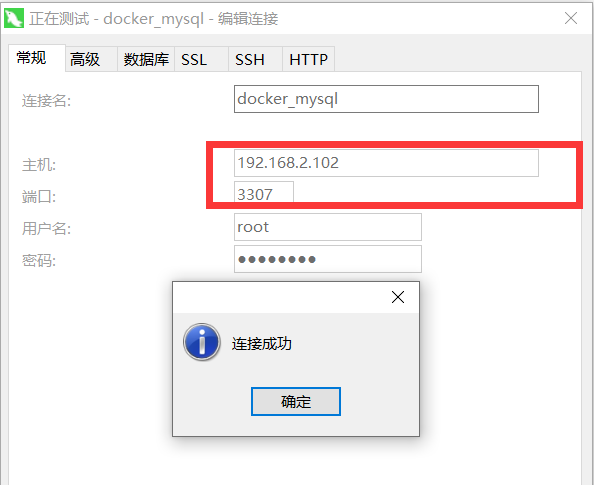 正在测试 - docker_mysql - 编辑连接
常规 高级 数据库 SSL SSH HTTP
连接名: docker_mysql
主机: 192.168.2.102
端口: 3307
用户名: root
密码: ●●●●●●●●
连接成功
确定